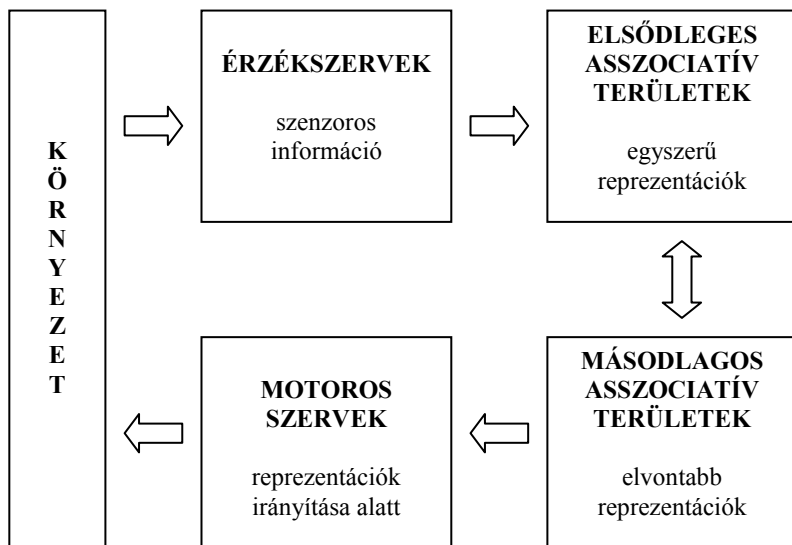 K
Ö
R
N
Y
E
Z
E
T
ÉRZÉKSZERVEK
szenzoros
információ
ELSŐDLEGES
ASSZOCIATÍV
TERÜLETEK
egyszerű
reprezentációk
MÁSODLAGOS
ASSZOCIATÍV
TERÜLETEK
elvontabb
reprezentációk
MOTOROS
SZERVEK
reprezentációk
irányítása alatt